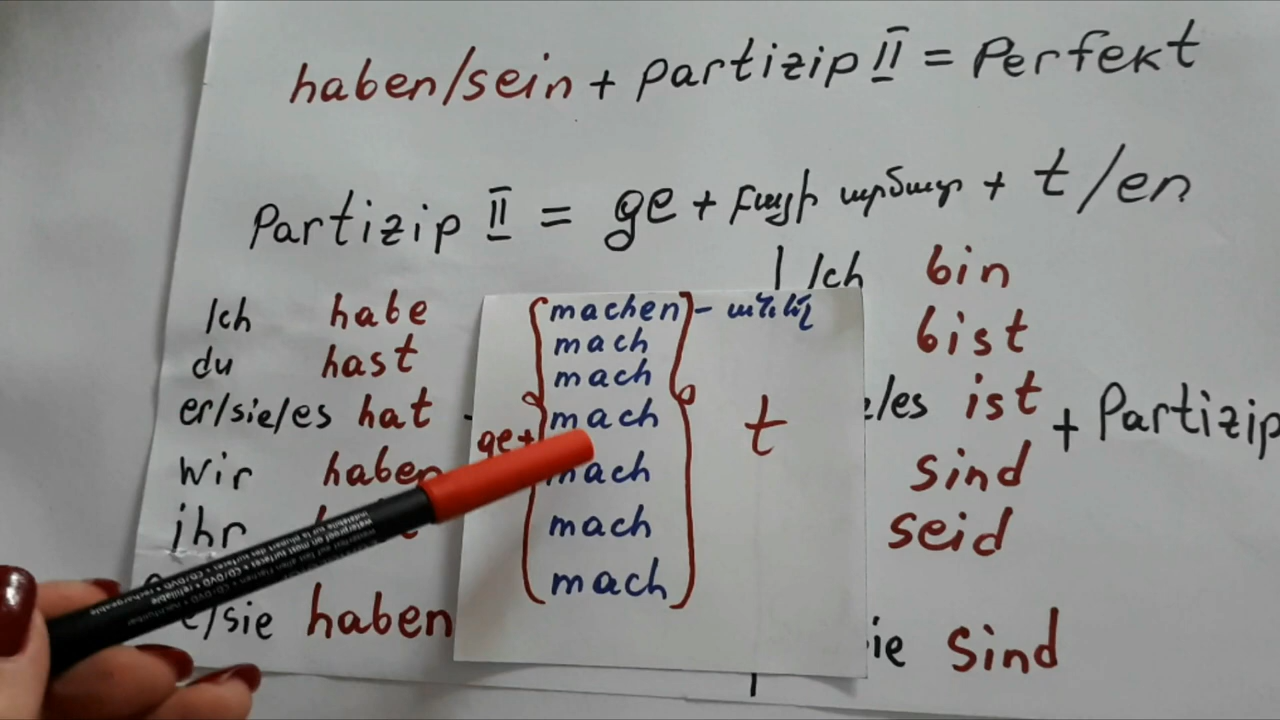 haben/sein + Partizip II = Perfekt
Partizip II = ge + բայի արմատ + t/en
Ich habe
du hast
er/sie/es hat -
wir haben
ihr
e/sie haben
machen - անել
mach
mach
ge+ mach t
mach
mach
mach
Ich bin
bist
/es ist + Partizip
sind
seid
ie sind